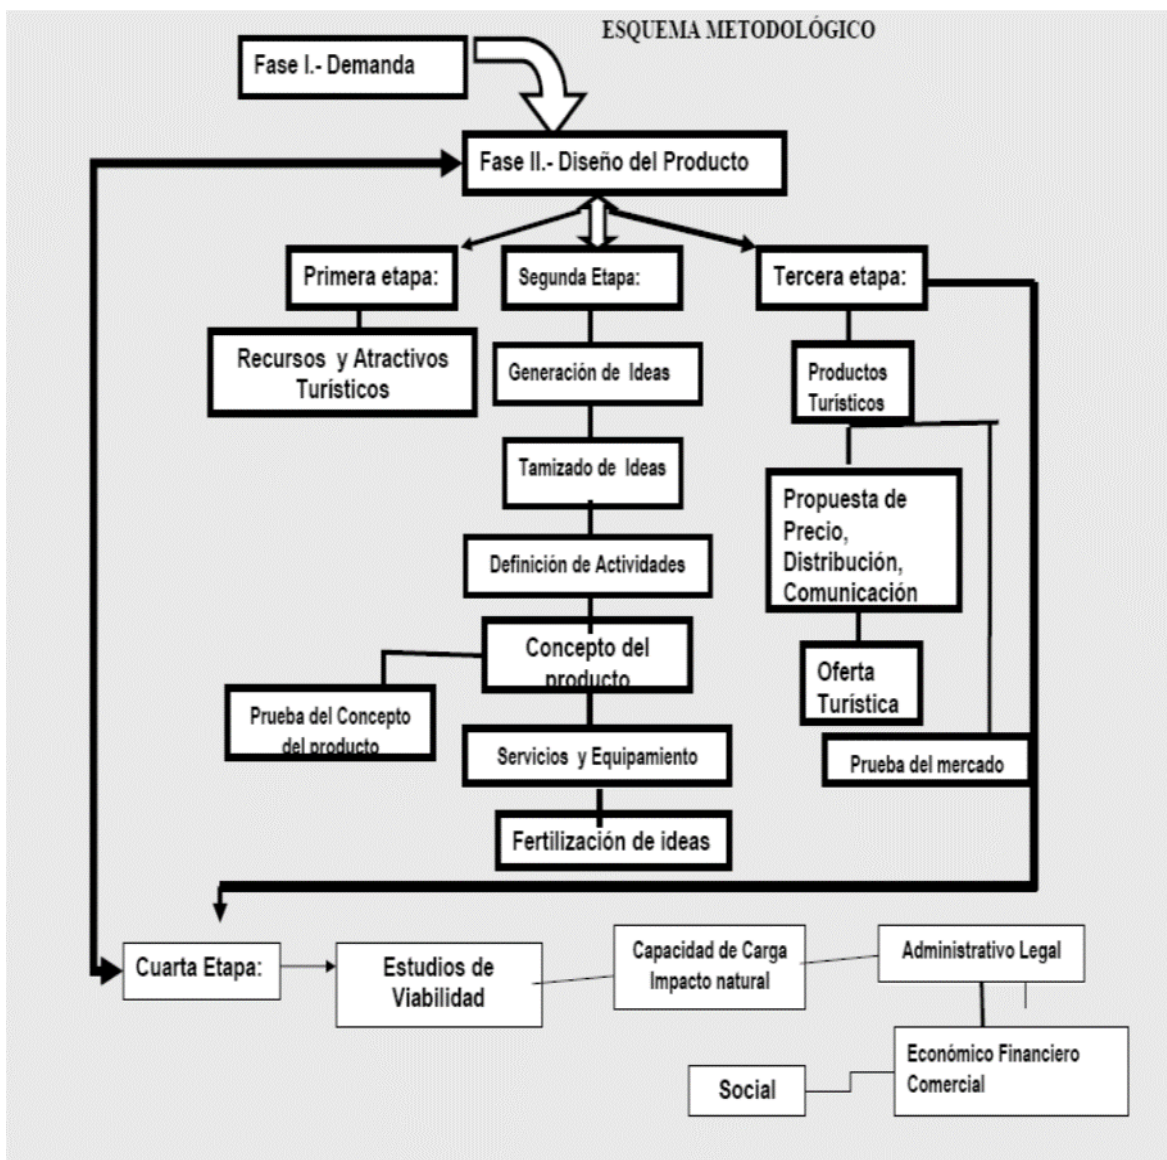 ESQUEMA METODOLÓGICO
Fase I.- Demanda
Fase II.- Diseño del Producto
Primera etapa:
Recursos y Atractivos
Turísticos
Segunda Etapa:
Generación de Ideas
Tamizado de Ideas
Definición de Actividades
Concepto del
producto
Prueba del Concepto
del producto
Servicios y Equipamiento
Fertilización de ideas
Tercera etapa:
Productos
Turísticos
Propuesta de
Precio,
Distribución,
Comunicación
Oferta
Turística
Prueba del mercado
Cuarta Etapa:
Estudios de
Viabilidad
Capacidad de Carga
Impacto natural
Administrativo Legal
Económico Financiero
Comercial
Social